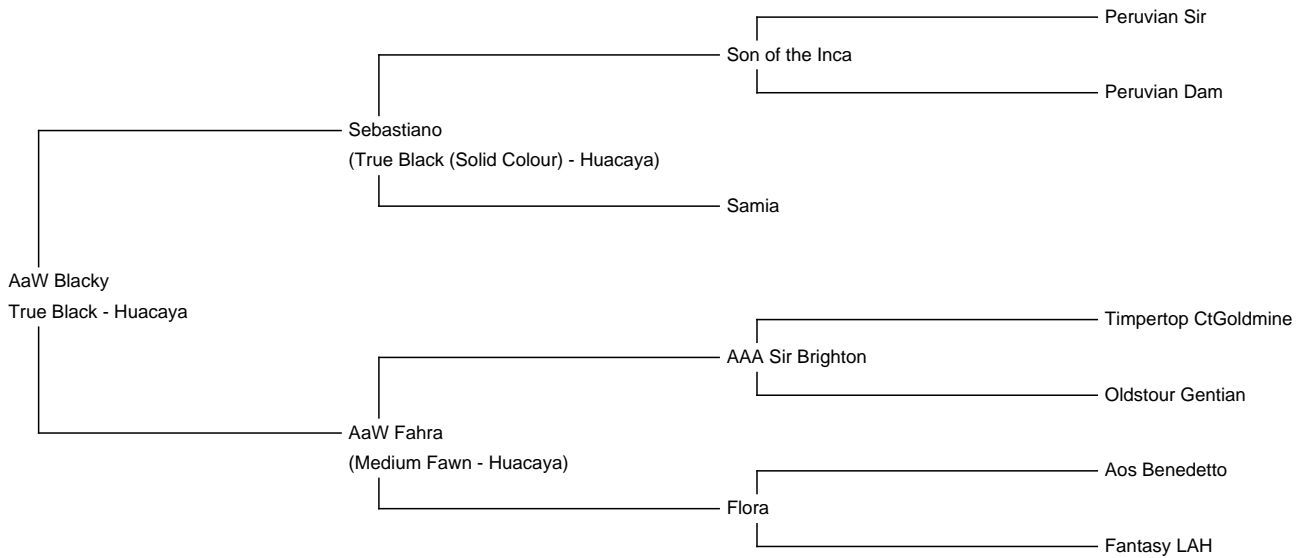 Peruvian Sir
Son of the Inca
Peruvian Dam
Sebastiano
(True Black (Solid Colour) - Huacaya)
Samia
AaW Blacky
True Black - Huacaya
Timpertop CtGoldmine
AAA Sir Brighton
Oldstour Gentian
AaW Fahra
(Medium Fawn - Huacaya)
Aos Benedetto
Flora
Fantasy LAH